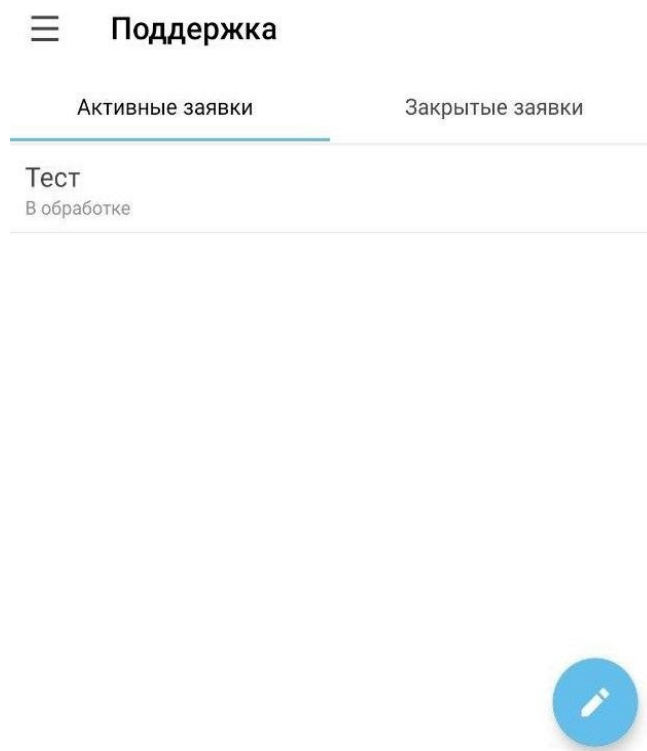 Поддержка
Активные заявки
Закрытые заявки
Тест
В обработке